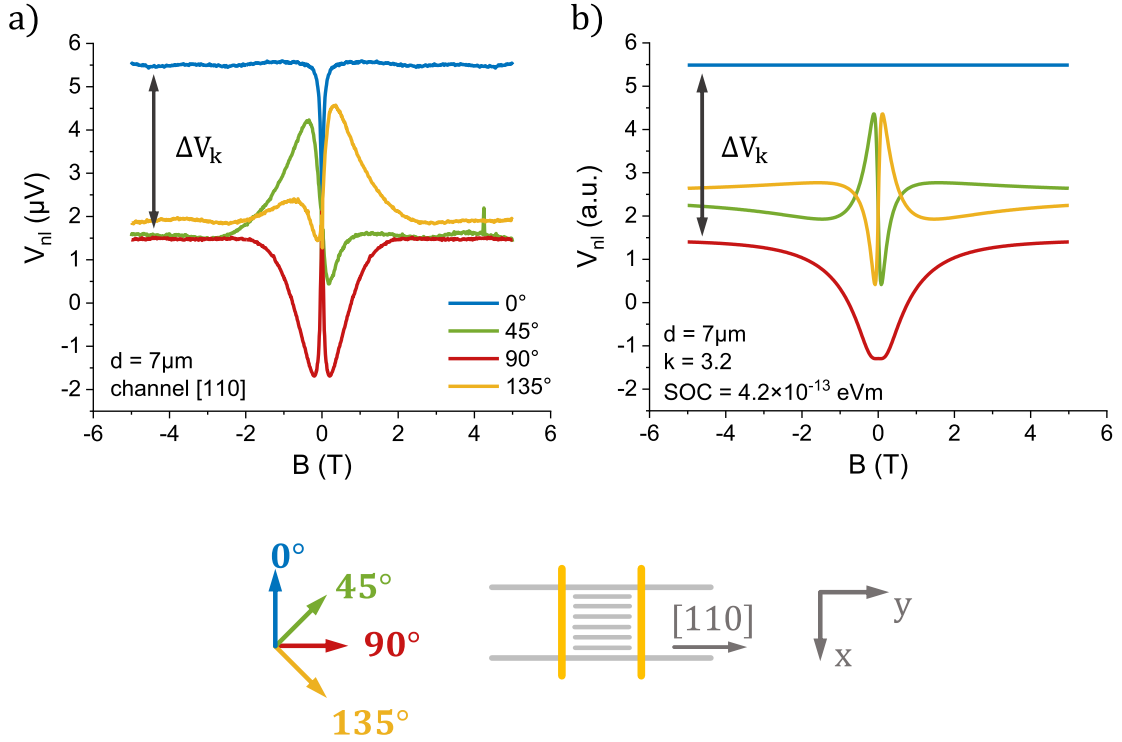 a)
6
5
4
3
2
1
0
-1
-2
V_nl (µV)
ΔV_k
0°
45°
90°
135°
d = 7µm
channel [110]
-6 -4 -2 0 2 4 6
B (T)
b)
6
5
4
3
2
1
0
-1
-2
V_nl (a.u.)
ΔV_k
d = 7µm
k = 3.2
SOC = 4.2×10⁻¹³ eVm
-6 -4 -2 0 2 4 6
B (T)
0°
45°
90°
135°
[110]
y
x